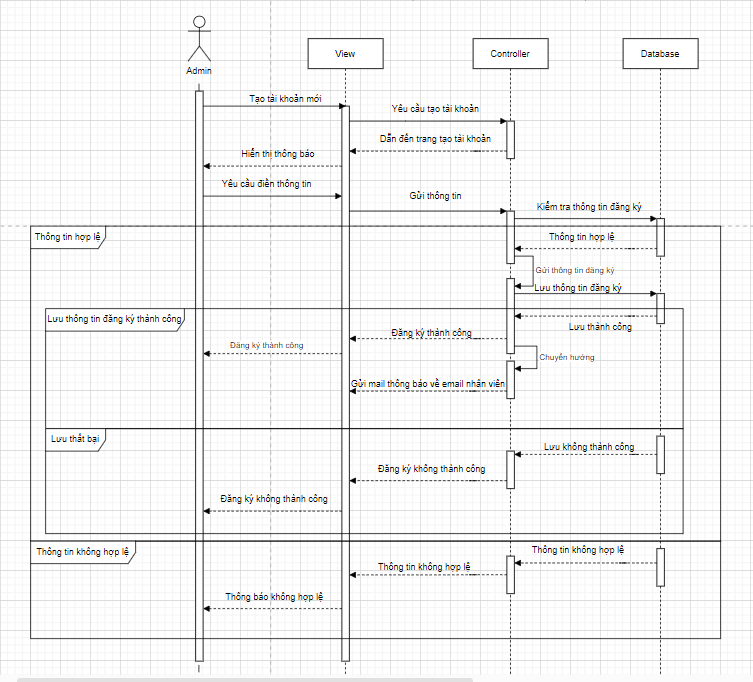 Admin
View
Controller
Database
Tạo tài khoản mới
Yêu cầu tạo tài khoản
Dẫn đến trang tạo tài khoản
Hiển thị thông báo
Yêu cầu điền thông tin
Gửi thông tin
Kiểm tra thông tin đăng ký
Thông tin hợp lệ
Thông tin hợp lệ
Gửi thông tin đăng ký
Lưu thông tin đăng ký
Lưu thông tin đăng ký thành công
Lưu thành công
Đăng ký thành công
Đăng ký thành công
Chuyển hướng
Gửi mail thông báo về email nhân viên
Lưu thất bại
Lưu không thành công
Đăng ký không thành công
Đăng ký không thành công
Thông tin không hợp lệ
Thông tin không hợp lệ
Thông tin không hợp lệ
Thông báo không hợp lệ